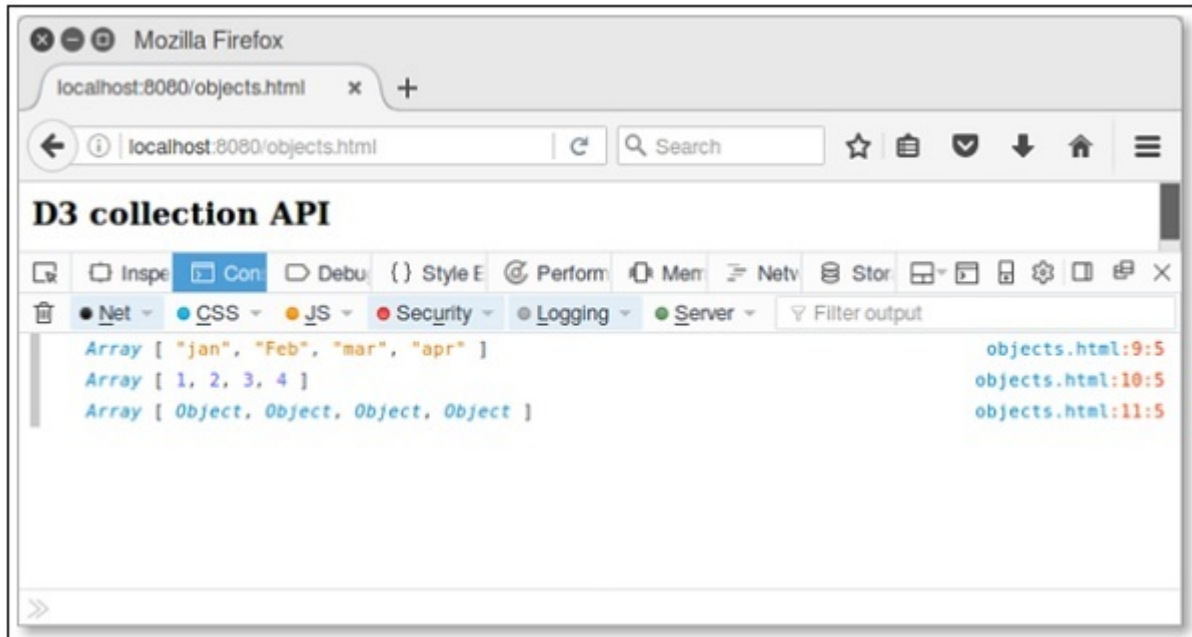 Mozilla Firefox
localhost:8080/objects.html
localhost:8080/objects.html Search
D3 collection API
Inspe Con Debu {} Style E Perform Mem Netv Stor
Net CSS JS Security Logging Server Filter output
Array [ "jan", "Feb", "mar", "apr" ] objects.html:9:5
Array [ 1, 2, 3, 4 ] objects.html:10:5
Array [ Object, Object, Object, Object ] objects.html:11:5